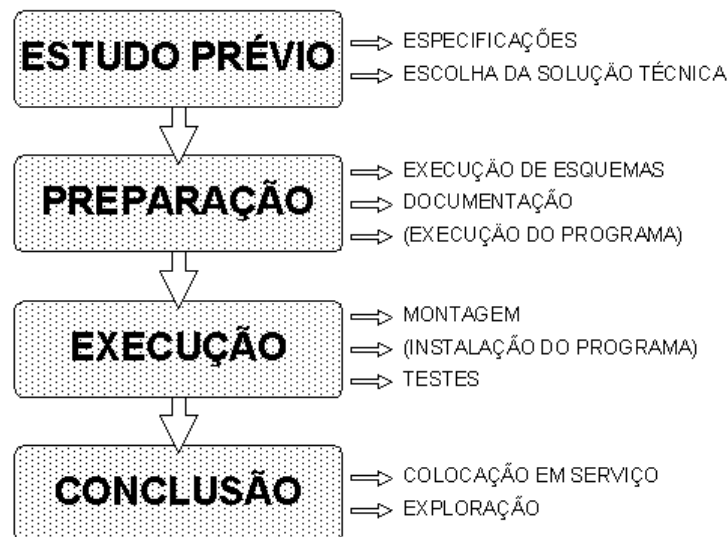 ESTUDO PRÉVIO
ESPECIFICAÇÕES
ESCOLHA DA SOLUÇÃO TÉCNICA
PREPARAÇÃO
EXECUÇÃO DE ESQUEMAS
DOCUMENTAÇÃO
(EXECUÇÃO DO PROGRAMA)
EXECUÇÃO
MONTAGEM
(INSTALAÇÃO DO PROGRAMA)
TESTES
CONCLUSÃO
COLOCAÇÃO EM SERVIÇO
EXPLORAÇÃO